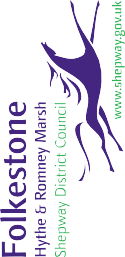 Folkestone
Hythe & Romney Marsh
Shepway District Council
www.shepway.gov.uk